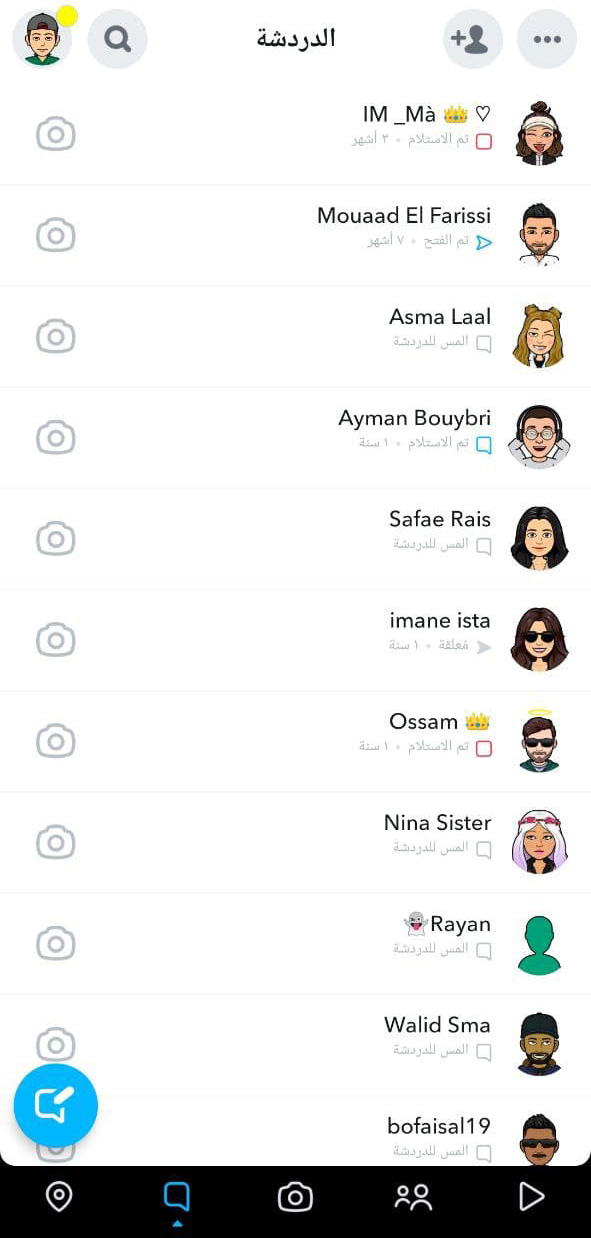 الدردشة
IM _Mà 👑 ♡
تم الاستلام • ٣ أشهر
Mouaad El Farissi
تم الفتح • ٧ أشهر
Asma Laal
المس للدردشة
Ayman Bouybri
تم الاستلام • ١ سنة
Safae Rais
المس للدردشة
imane ista
مُعلقة • ١ سنة
Ossam 👑
تم الاستلام • ١ سنة
Nina Sister
المس للدردشة
👻Rayan
المس للدردشة
Walid Sma
المس للدردشة
bofaisal19
المس للدردشة